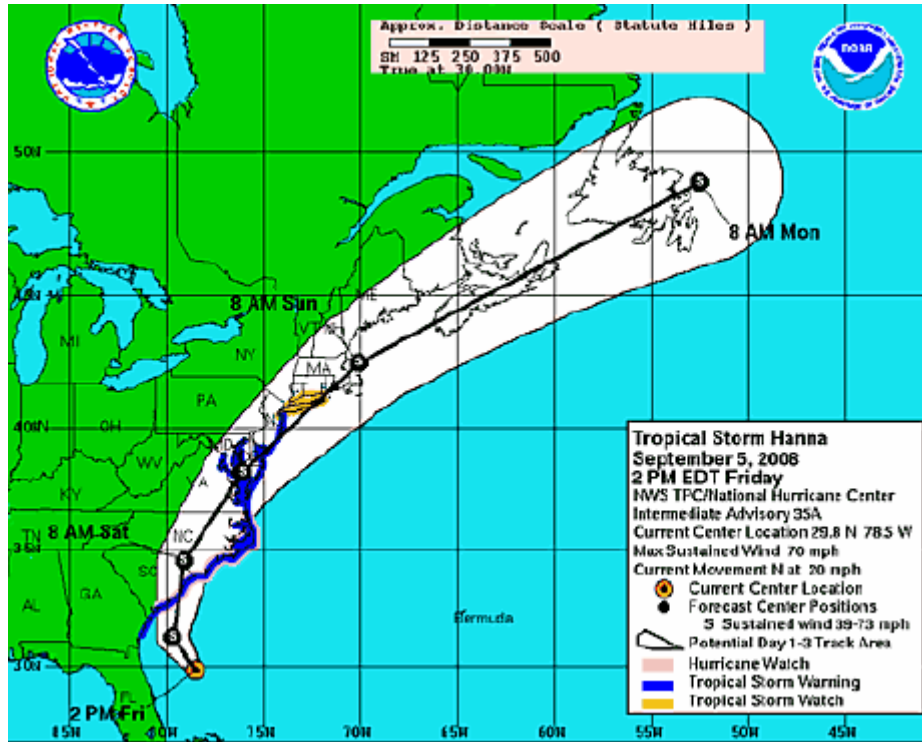 Approx. Distance Scale ( Statute Miles )
SM 125 250 375 500
True at 30.00N
NOAA
50N
8 AM Mon
45N
8 AM Sun
ME
VT
NH
MI
NY
MA
CT
PA
40N
OH
MD
WV
VA
KY
8 AM Sat
NC
TN
35N
SC
GA
AL
Bermuda
30N
FL
2 PM Fri
85W 80W 75W 70W 65W 60W 55W 50W 45W
Tropical Storm Hanna
September 5, 2008
2 PM EDT Friday
NWS TPC/National Hurricane Center
Intermediate Advisory 35A
Current Center Location 29.8 N 78.5 W
Max Sustained Wind 70 mph
Current Movement N at 20 mph
Current Center Location
Forecast Center Positions
S Sustained wind 39-73 mph
Potential Day 1-3 Track Area
Hurricane Watch
Tropical Storm Warning
Tropical Storm Watch